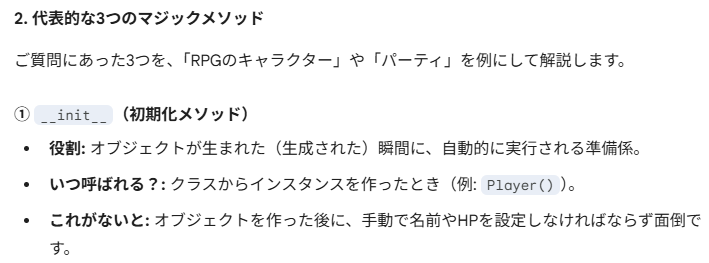 2. 代表的な3つのマジックメソッド
ご質問にあった3つを、「RPGのキャラクター」や「パーティ」を例にして解説します。
① __init__（初期化メソッド）
• 役割: オブジェクトが生まれた（生成された）瞬間に、自動的に実行される準備係。
• いつ呼ばれる？: クラスからインスタンスを作ったとき（例: Player()）。
• これがないと: オブジェクトを作った後に、手動で名前やHPを設定しなければならず面倒で
す。